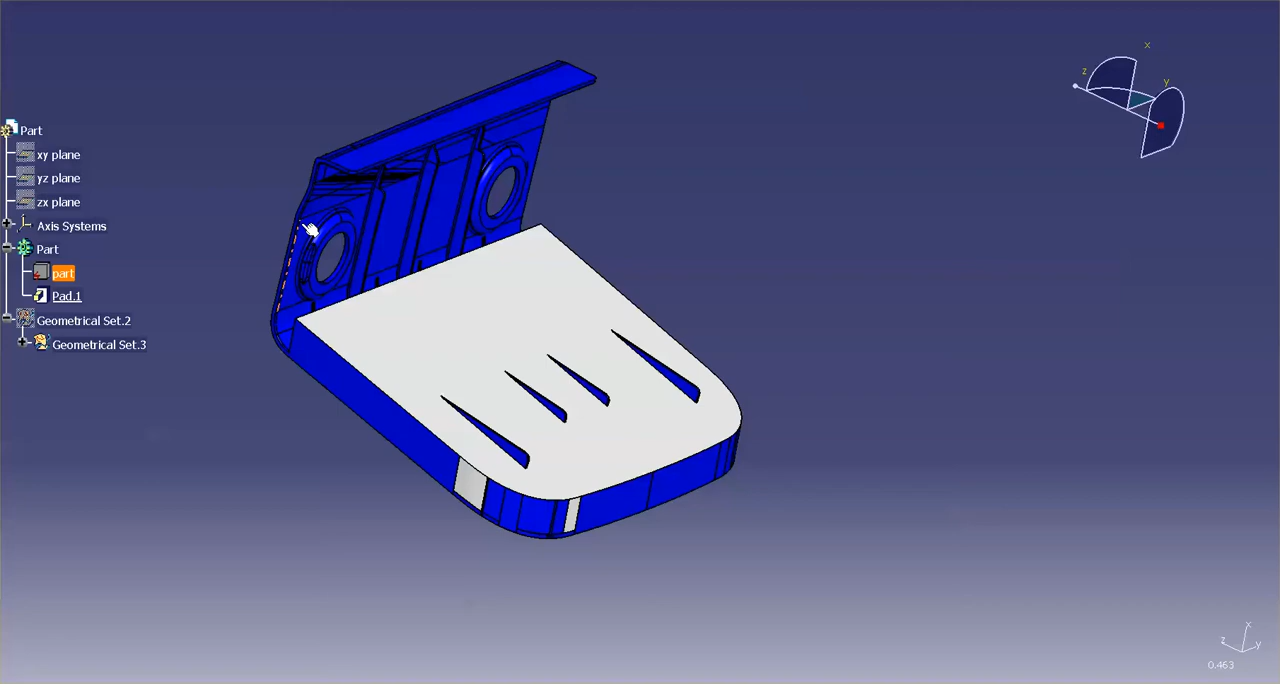 x
z
y
Part
xy plane
yz plane
zx plane
Axis Systems
Part
part
Pad.1
Geometrical Set.2
Geometrical Set.3
x
z
y
0.463